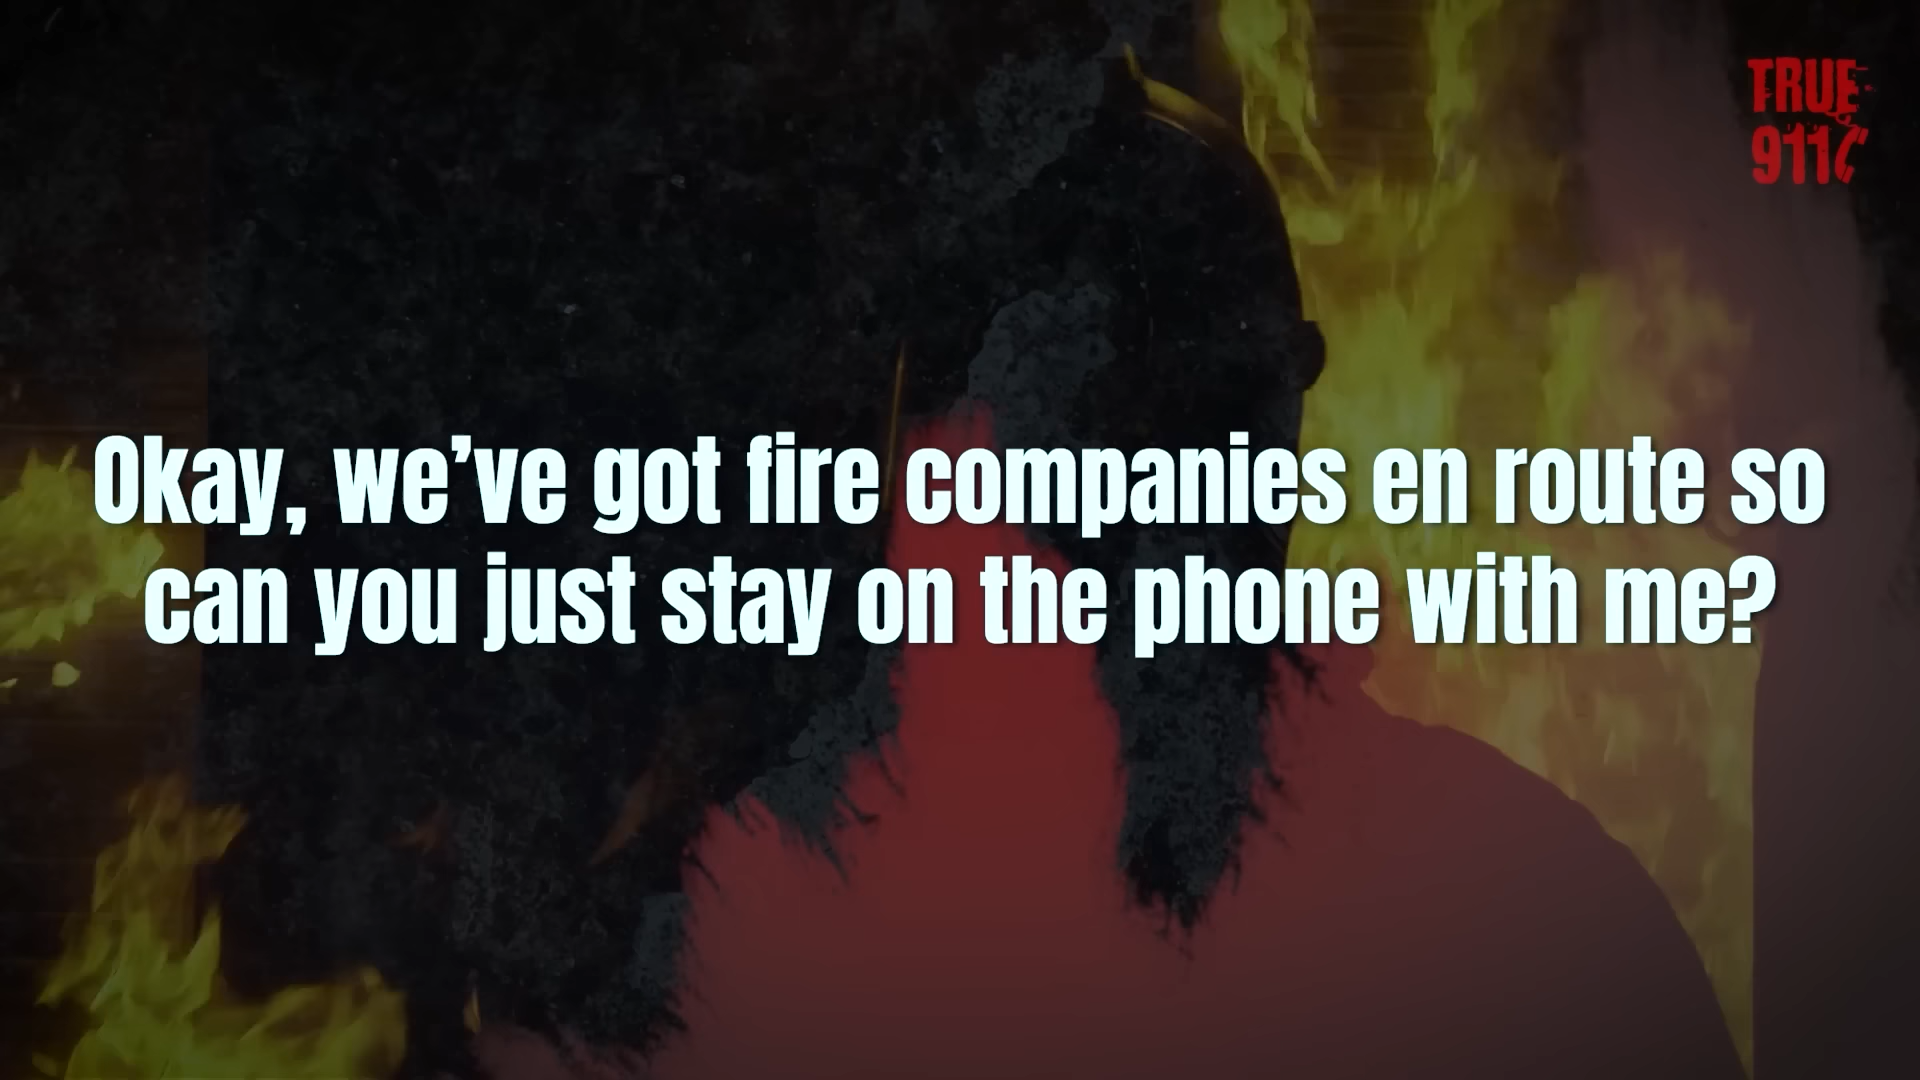 TRUE
911
Okay, we’ve got fire companies en route so
can you just stay on the phone with me?